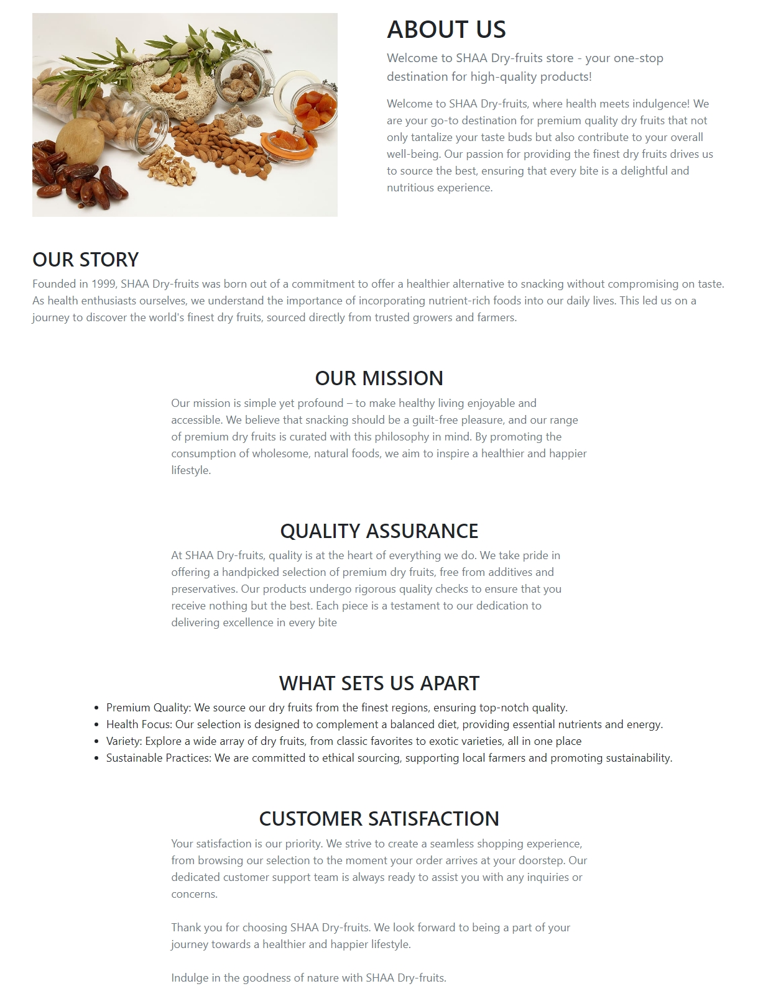 ABOUT US
Welcome to SHAA Dry-fruits store - your one-stop
destination for high-quality products!
Welcome to SHAA Dry-fruits, where health meets indulgence! We
are your go-to destination for premium quality dry fruits that not
only tantalize your taste buds but also contribute to your overall
well-being. Our passion for providing the finest dry fruits drives us
to source the best, ensuring that every bite is a delightful and
nutritious experience.
OUR STORY
Founded in 1999, SHAA Dry-fruits was born out of a commitment to offer a healthier alternative to snacking without compromising on taste.
As health enthusiasts ourselves, we understand the importance of incorporating nutrient-rich foods into our daily lives. This led us on a
journey to discover the world's finest dry fruits, sourced directly from trusted growers and farmers.
OUR MISSION
Our mission is simple yet profound – to make healthy living enjoyable and
accessible. We believe that snacking should be a guilt-free pleasure, and our range
of premium dry fruits is curated with this philosophy in mind. By promoting the
consumption of wholesome, natural foods, we aim to inspire a healthier and happier
lifestyle.
QUALITY ASSURANCE
At SHAA Dry-fruits, quality is at the heart of everything we do. We take pride in
offering a handpicked selection of premium dry fruits, free from additives and
preservatives. Our products undergo rigorous quality checks to ensure that you
receive nothing but the best. Each piece is a testament to our dedication to
delivering excellence in every bite
WHAT SETS US APART
• Premium Quality: We source our dry fruits from the finest regions, ensuring top-notch quality.
• Health Focus: Our selection is designed to complement a balanced diet, providing essential nutrients and energy.
• Variety: Explore a wide array of dry fruits, from classic favorites to exotic varieties, all in one place
• Sustainable Practices: We are committed to ethical sourcing, supporting local farmers and promoting sustainability.
CUSTOMER SATISFACTION
Your satisfaction is our priority. We strive to create a seamless shopping experience,
from browsing our selection to the moment your order arrives at your doorstep. Our
dedicated customer support team is always ready to assist you with any inquiries or
concerns.
Thank you for choosing SHAA Dry-fruits. We look forward to being a part of your
journey towards a healthier and happier lifestyle.
Indulge in the goodness of nature with SHAA Dry-fruits.